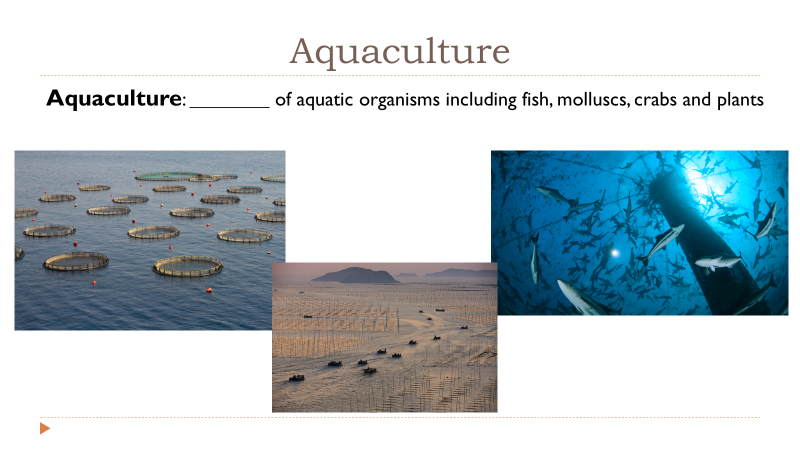 Aquaculture
Aquaculture: ________ of aquatic organisms including fish, molluscs, crabs and plants